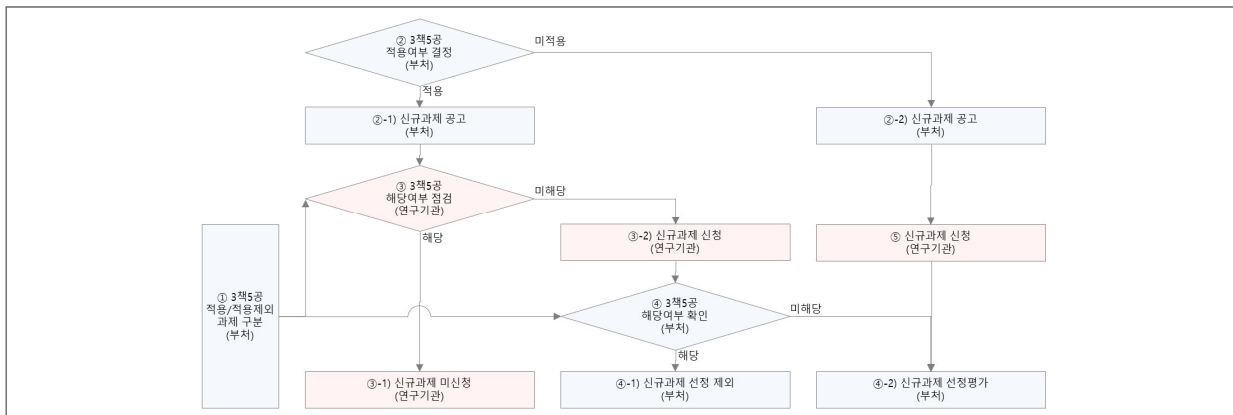 ② 3책5공
적용여부 결정
(부처)
미적용
적용
②-1) 신규과제 공고
(부처)
②-2) 신규과제 공고
(부처)
③ 3책5공
해당여부 점검
(연구기관)
미해당
해당
③-2) 신규과제 신청
(연구기관)
⑤ 신규과제 신청
(연구기관)
① 3책5공
적용/적용제외
과제 구분
(부처)
④ 3책5공
해당여부 확인
(부처)
미해당
해당
③-1) 신규과제 미신청
(연구기관)
④-1) 신규과제 선정 제외
(부처)
④-2) 신규과제 선정평가
(부처)